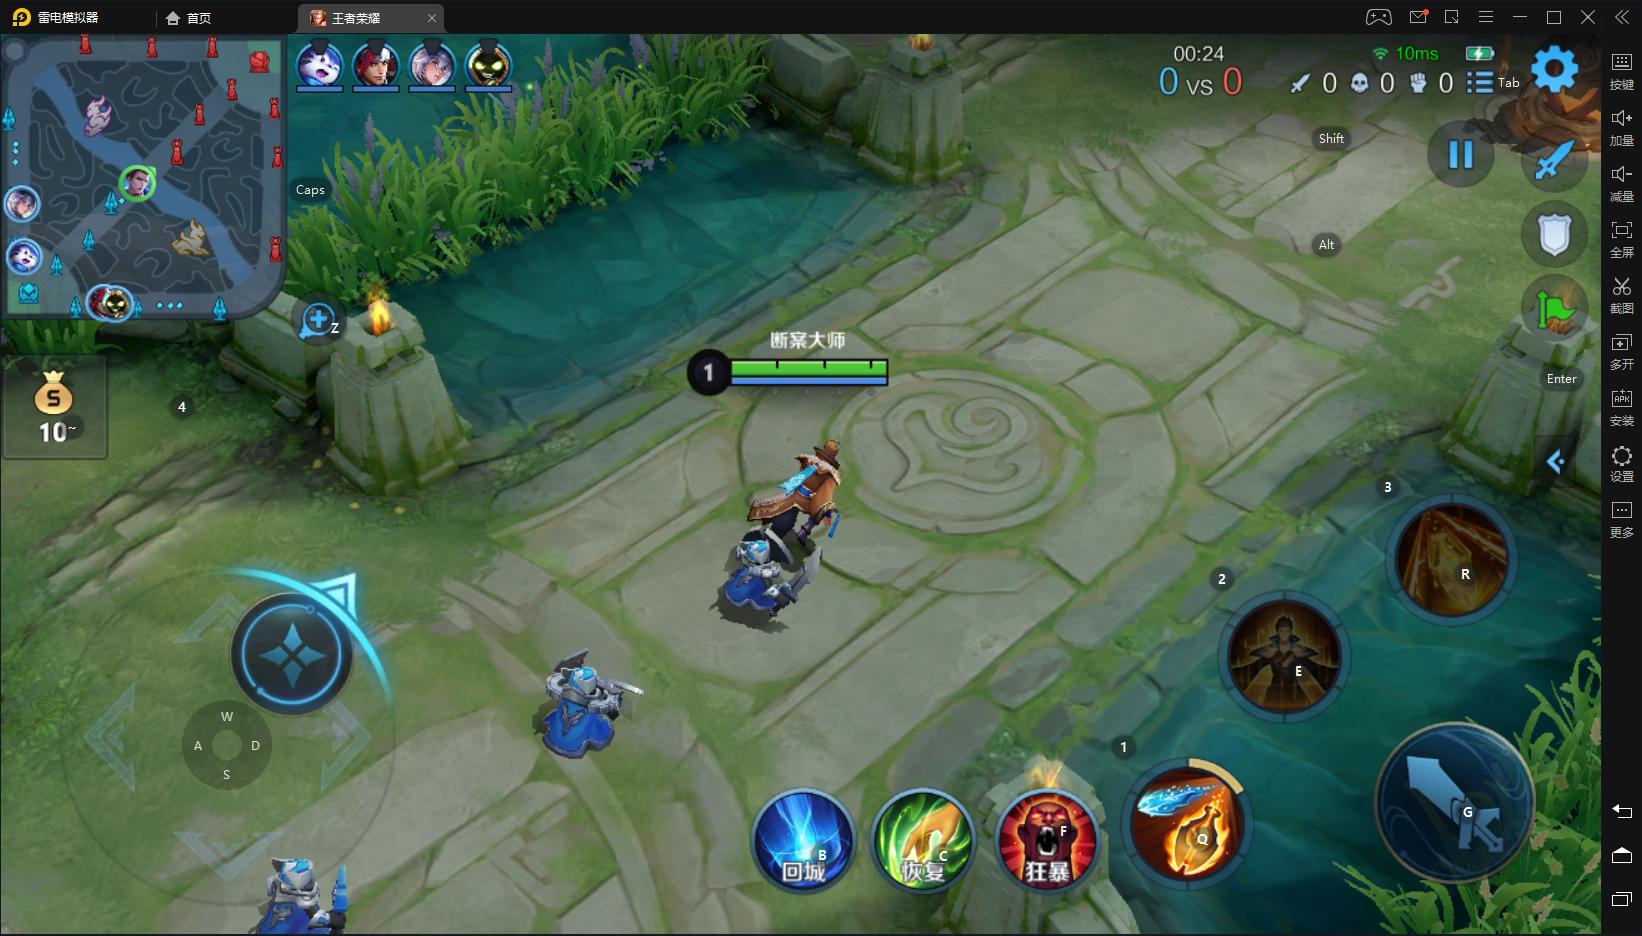 雷电模拟器
首页
王者荣耀
00:24
10ms
0 VS 0
0
0
0
Tab
按键
加量
减量
全屏
截图
多开
安装
APK
设置
更多
Shift
Caps
Alt
Enter
Z
S
10~
4
断案大师
1
3
R
2
E
1
Q
G
W
A
D
S
B
回城
C
恢复
F
狂暴